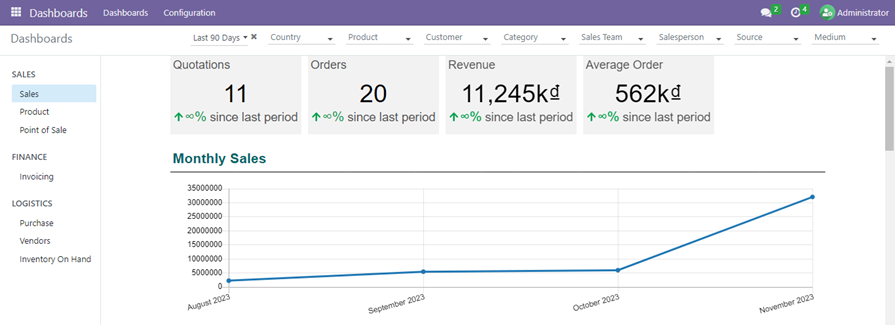 Dashboards Dashboards Configuration 2 4 Administrator
Dashboards Last 90 Days Country Product Customer Category Sales Team Salesperson Source Medium
SALES
Sales
Product
Point of Sale
FINANCE
Invoicing
LOGISTICS
Purchase
Vendors
Inventory On Hand
Quotations Orders Revenue Average Order
11 20 11,245k₫ 562k₫
∞% since last period ∞% since last period ∞% since last period ∞% since last period
Monthly Sales
35000000
30000000
25000000
20000000
15000000
10000000
5000000
0
August 2023 September 2023 October 2023 November 2023